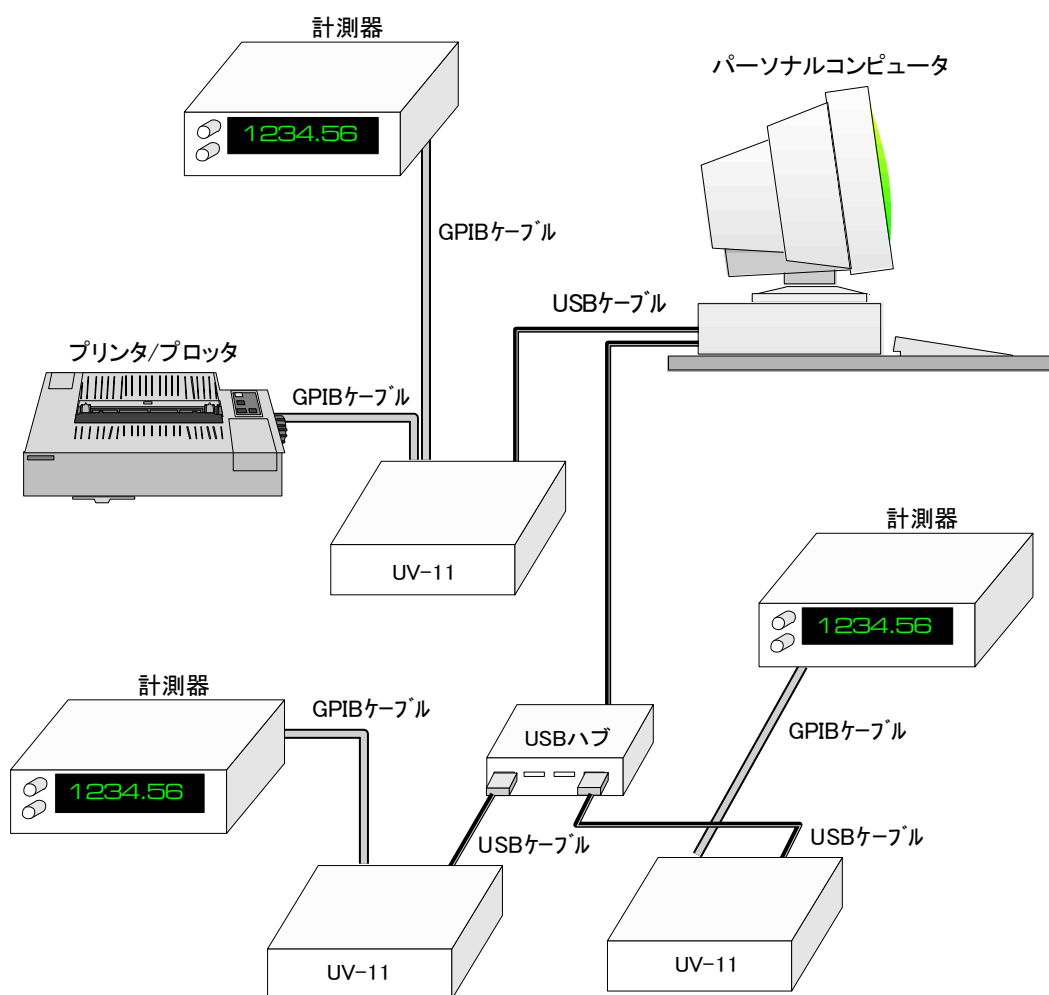 計測器
パーソナルコンピュータ
1234.56
GPIBｹｰﾌﾞﾙ
USBｹｰﾌﾞﾙ
プリンタ/プロッタ
GPIBｹｰﾌﾞﾙ
計測器
UV-11
1234.56
計測器
GPIBｹｰﾌﾞﾙ
USBハブ
GPIBｹｰﾌﾞﾙ
1234.56
USBｹｰﾌﾞﾙ
USBｹｰﾌﾞﾙ
UV-11
UV-11